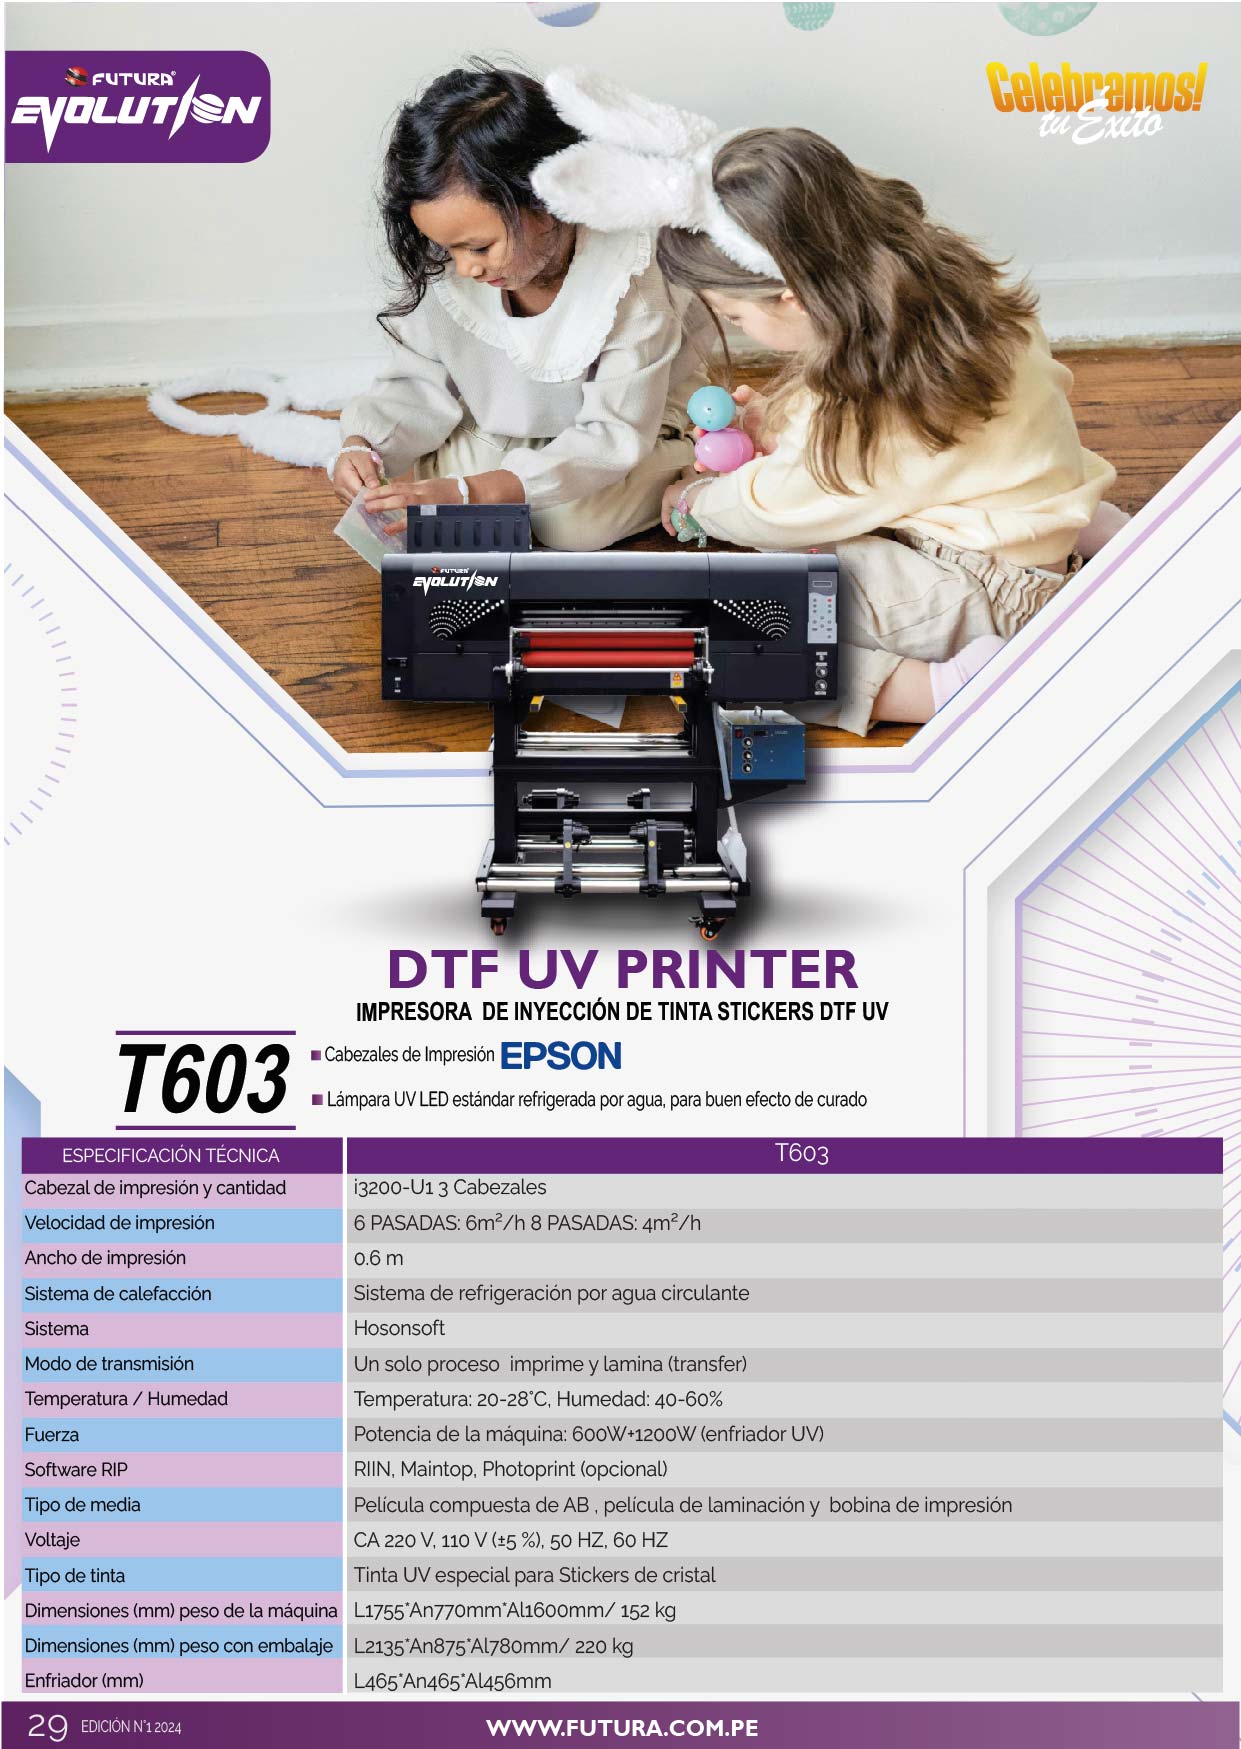 FUTURA®
EVOLUTION
Celebramos!
tu Éxito
FUTURA®
EVOLUTION
DTF UV PRINTER
IMPRESORA DE INYECCIÓN DE TINTA STICKERS DTF UV
T603
Cabezales de Impresión EPSON
Lámpara UV LED estándar refrigerada por agua, para buen efecto de curado
ESPECIFICACIÓN TÉCNICA T603
Cabezal de impresión y cantidad i3200-U1 3 Cabezales
Velocidad de impresión 6 PASADAS: 6m²/h 8 PASADAS: 4m²/h
Ancho de impresión 0.6 m
Sistema de calefacción Sistema de refrigeración por agua circulante
Sistema Hosonsoft
Modo de transmisión Un solo proceso imprime y lamina (transfer)
Temperatura / Humedad Temperatura: 20-28°C, Humedad: 40-60%
Fuerza Potencia de la máquina: 600W+1200W (enfriador UV)
Software RIP RIIN, Maintop, Photoprint (opcional)
Tipo de media Película compuesta de AB , película de laminación y bobina de impresión
Voltaje CA 220 V, 110 V (±5 %), 50 HZ, 60 HZ
Tipo de tinta Tinta UV especial para Stickers de cristal
Dimensiones (mm) peso de la máquina L1755*An770mm*Al1600mm/ 152 kg
Dimensiones (mm) peso con embalaje L2135*An875*Al780mm/ 220 kg
Enfriador (mm) L465*An465*Al456mm
29 EDICIÓN N°1 2024 WWW.FUTURA.COM.PE